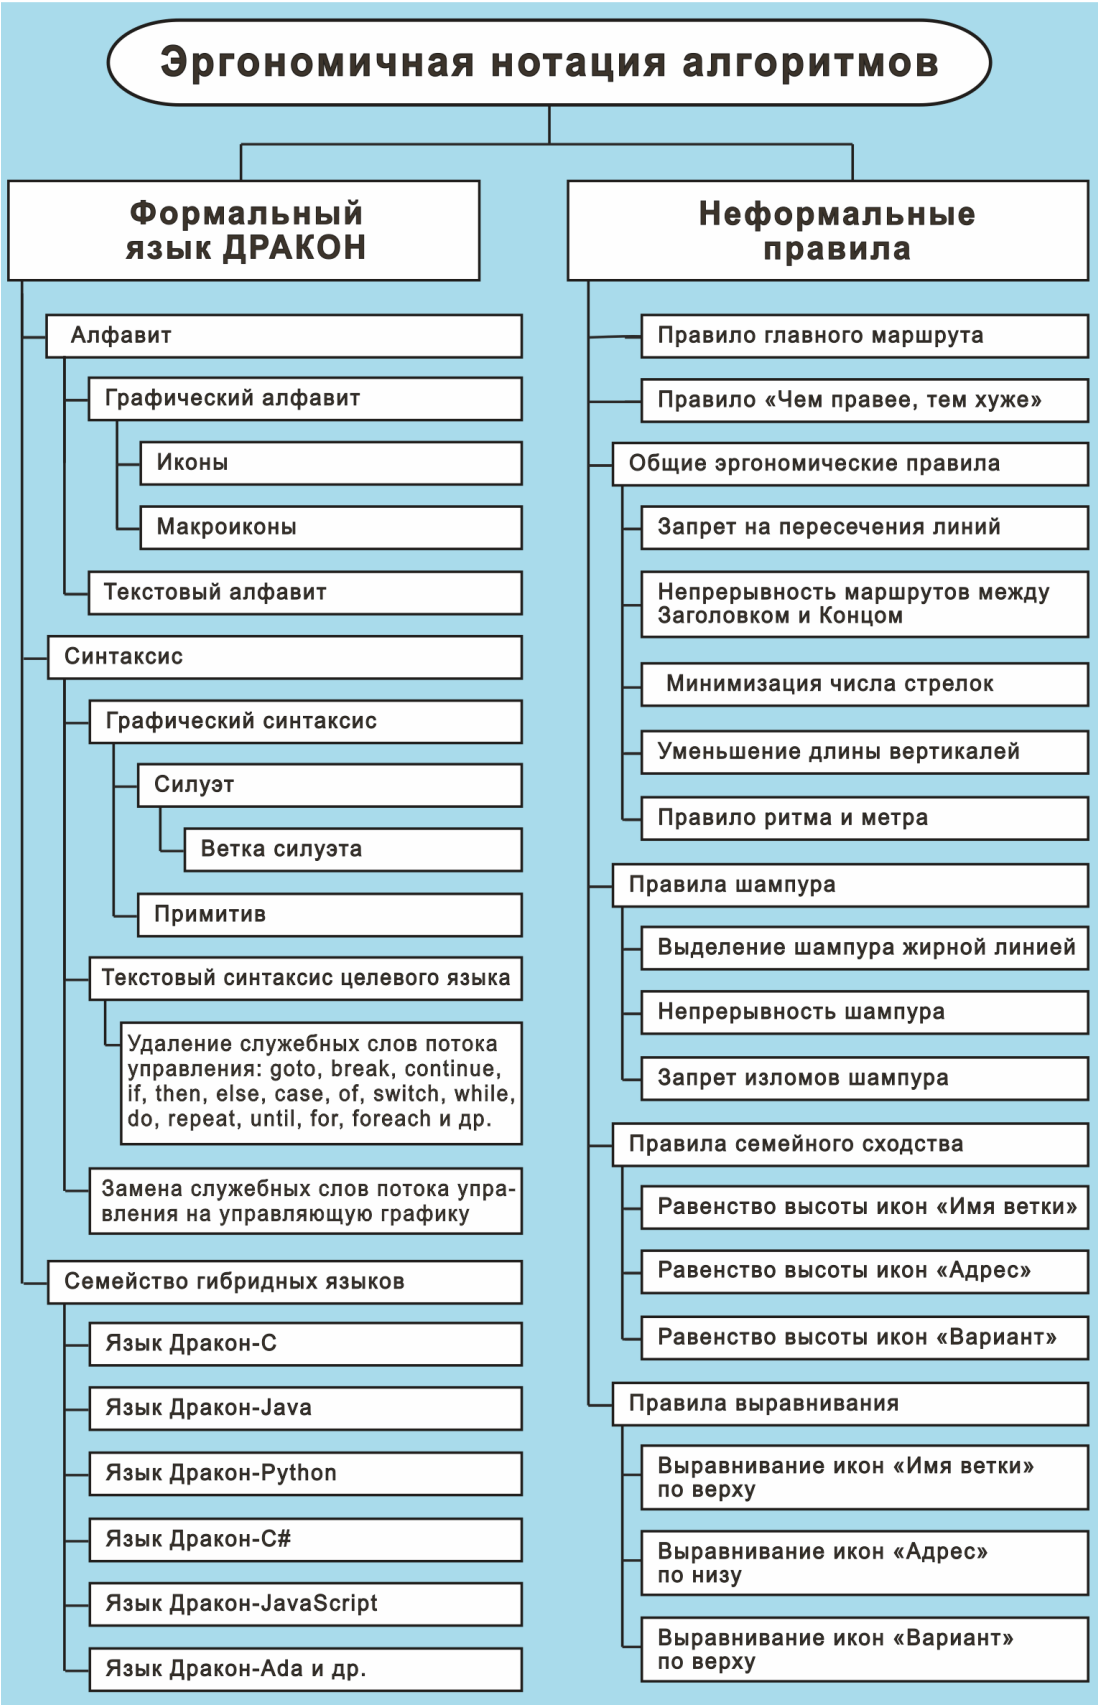 Эргономичная нотация алгоритмов
Формальный
язык ДРАКОН
Алфавит
Графический алфавит
Иконы
Макроиконы
Текстовый алфавит
Синтаксис
Графический синтаксис
Силуэт
Ветка силуэта
Примитив
Текстовый синтаксис целевого языка
Удаление служебных слов потока
управления: goto, break, continue,
if, then, else, case, of, switch, while,
do, repeat, until, for, foreach и др.
Замена служебных слов потока упра-
вления на управляющую графику
Семейство гибридных языков
Язык Дракон-C
Язык Дракон-Java
Язык Дракон-Python
Язык Дракон-C#
Язык Дракон-JavaScript
Язык Дракон-Ada и др.
Неформальные
правила
Правило главного маршрута
Правило «Чем правее, тем хуже»
Общие эргономические правила
Запрет на пересечения линий
Непрерывность маршрутов между
Заголовком и Концом
Минимизация числа стрелок
Уменьшение длины вертикалей
Правило ритма и метра
Правила шампура
Выделение шампура жирной линией
Непрерывность шампура
Запрет изломов шампура
Правила семейного сходства
Равенство высоты икон «Имя ветки»
Равенство высоты икон «Адрес»
Равенство высоты икон «Вариант»
Правила выравнивания
Выравнивание икон «Имя ветки»
по верху
Выравнивание икон «Адрес»
по низу
Выравнивание икон «Вариант»
по верху